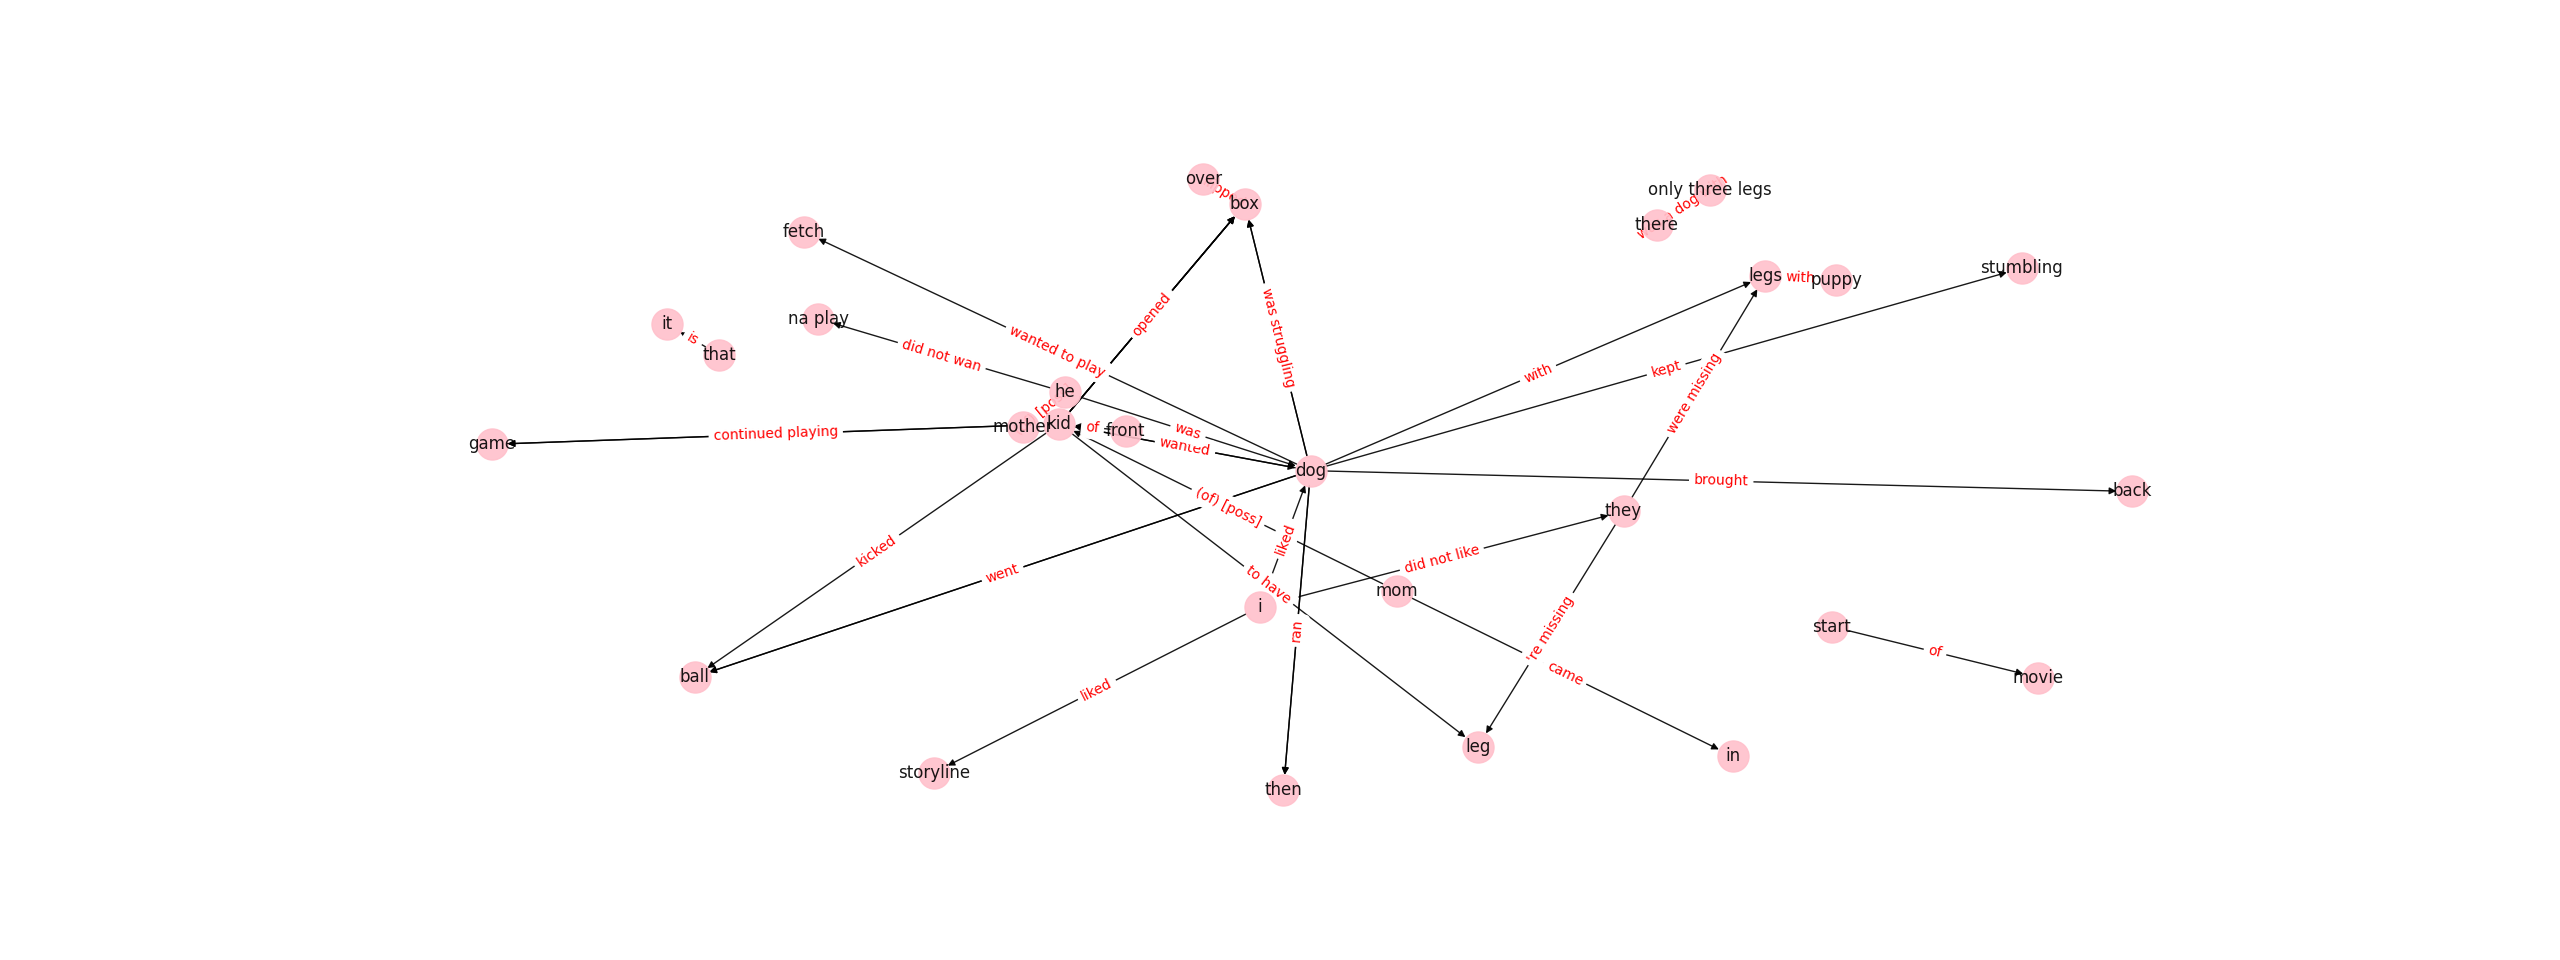 over
box
only three legs
there
fetch
legs
with
puppy
stumbling
opened
na play
wanted to play
was struggling
it
is
that
did not wan
with
kept
were missing
he
mother
kid
of
front
was
wanted
game
continued playing
dog
brought
back
(of) [poss]
they
kicked
liked
did not like
went
to have
mom
i
ran
're missing
start
of
movie
came
ball
liked
storyline
then
leg
in